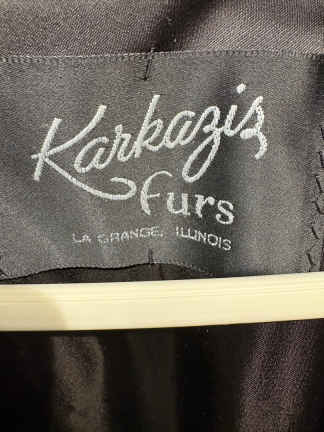 Karkazis
Furs
LA GRANGE, ILLINOIS